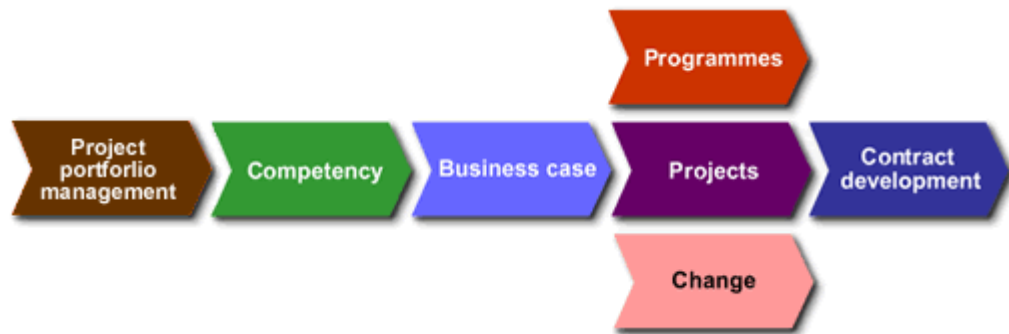 Programmes
Project
portforlio
management
Competency
Business case
Projects
Contract
development
Change